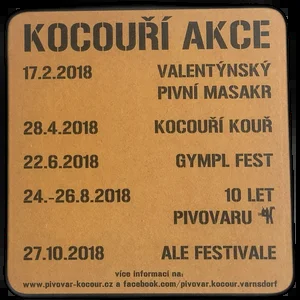 KOCOUŘÍ AKCE
17.2.2018 VALENTÝNSKÝ
PIVNÍ MASAKR
28.4.2018 KOCOUŘÍ KOUŘ
22.6.2018 GYMPL FEST
24.-26.8.2018 10 LET
PIVOVARU
27.10.2018 ALE FESTIVALE
více informací na:
www.pivovar-kocour.cz a facebook.com/pivovar.kocour.varnsdorf